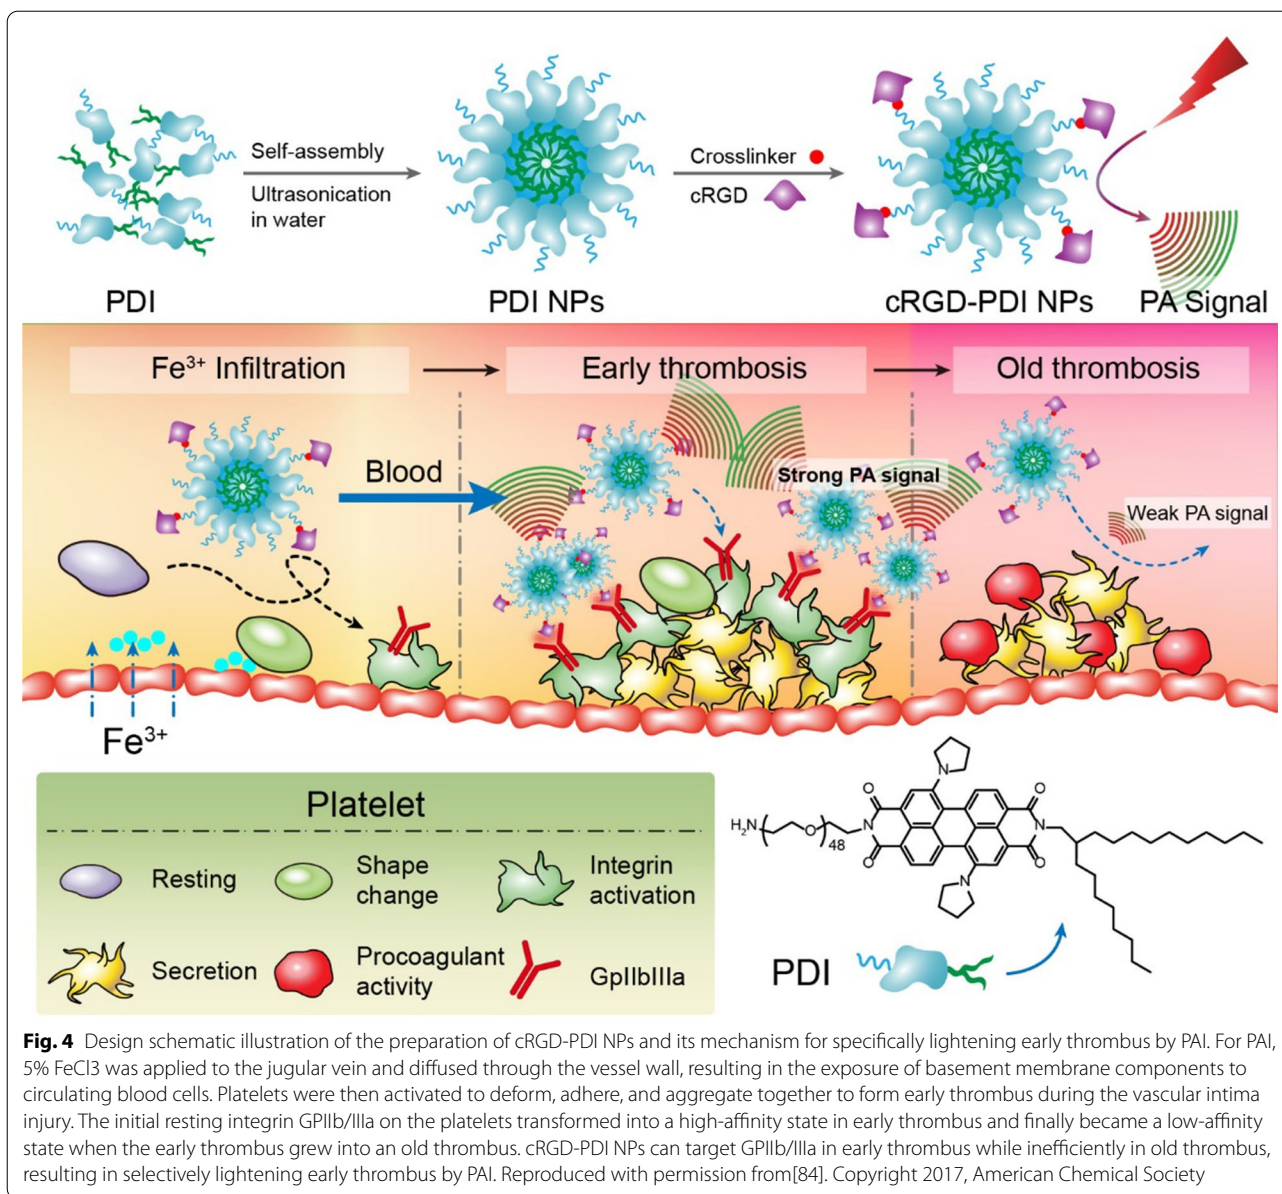 Self-assembly
Ultrasonication
in water
Crosslinker
cRGD
PDI
PDI NPs
cRGD-PDI NPs
PA Signal
Fe³⁺ Infiltration
Early thrombosis
Old thrombosis
Blood
Strong PA signal
Weak PA signal
Fe³⁺
Platelet
Resting
Shape
change
Integrin
activation
Secretion
Procoagulant
activity
GpIIbIIIa
H₂N
O
48
N
O
O
N
N
O
O
N
PDI
Fig. 4 Design schematic illustration of the preparation of cRGD-PDI NPs and its mechanism for specifically lightening early thrombus by PAI. For PAI,
5% FeCl3 was applied to the jugular vein and diffused through the vessel wall, resulting in the exposure of basement membrane components to
circulating blood cells. Platelets were then activated to deform, adhere, and aggregate together to form early thrombus during the vascular intima
injury. The initial resting integrin GPIIb/IIIa on the platelets transformed into a high-affinity state in early thrombus and finally became a low-affinity
state when the early thrombus grew into an old thrombus. cRGD-PDI NPs can target GPIIb/IIIa in early thrombus while inefficiently in old thrombus,
resulting in selectively lightening early thrombus by PAI. Reproduced with permission from[84]. Copyright 2017, American Chemical Society